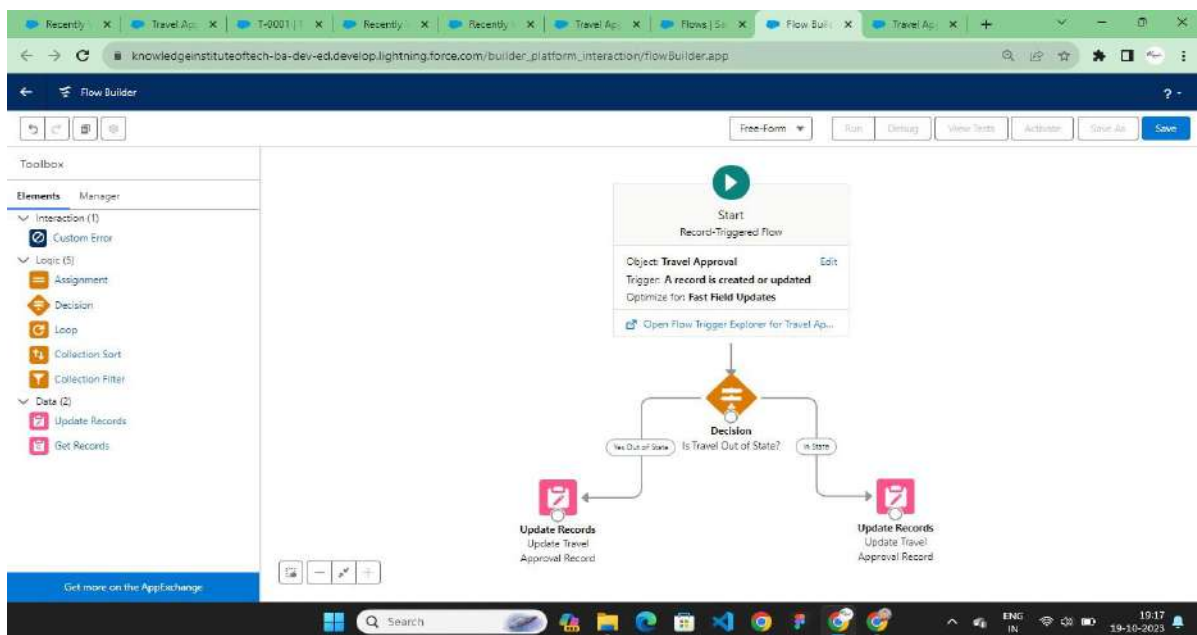 Recently
Travel Ap
T-0001 | T
Recently
Recently
Travel Ap
Flows | Sa
Flow Buil
Travel Ap
knowledgeinstituteoftech-ba-dev-ed.develop.lightning.force.com/builder_platform_interaction/flowBuilder.app
Flow Builder
?
Free-Form
Run
Debug
View Tests
Activate
Save As
Save
Toolbox
Elements
Manager
Interaction (1)
Custom Error
Logic (5)
Assignment
Decision
Loop
Collection Sort
Collection Filter
Data (2)
Update Records
Get Records
Get more on the AppExchange
Start
Record-Triggered Flow
Object: Travel Approval
Edit
Trigger: A record is created or updated
Optimize for: Fast Field Updates
Open Flow Trigger Explorer for Travel Ap...
Decision
Is Travel Out of State?
Yes Out of State
In State
Update Records
Update Travel
Approval Record
Update Records
Update Travel
Approval Record
Search
ENG
IN
19:17
19-10-2023